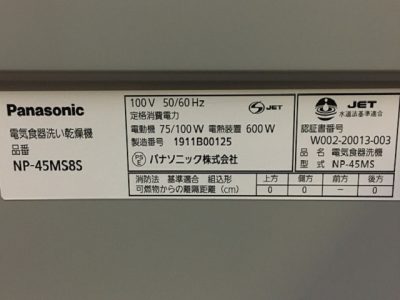 Panasonic
電気食器洗い乾燥機
品番
NP-45MS8S
100V 50/60Hz
定格消費電力
電動機 75/100W 電熱装置 600W
製造番号 1911B00125
PSE パナソニック株式会社
S JET
JET
水道法基準適合
認証書番号
W002-20013-003
品名 電気食器洗機
型式 NP-45MS
消防法 基準適合 組込形
可燃物からの離隔距離(cm)
上方 側方 前方 後方
0 0 － 0